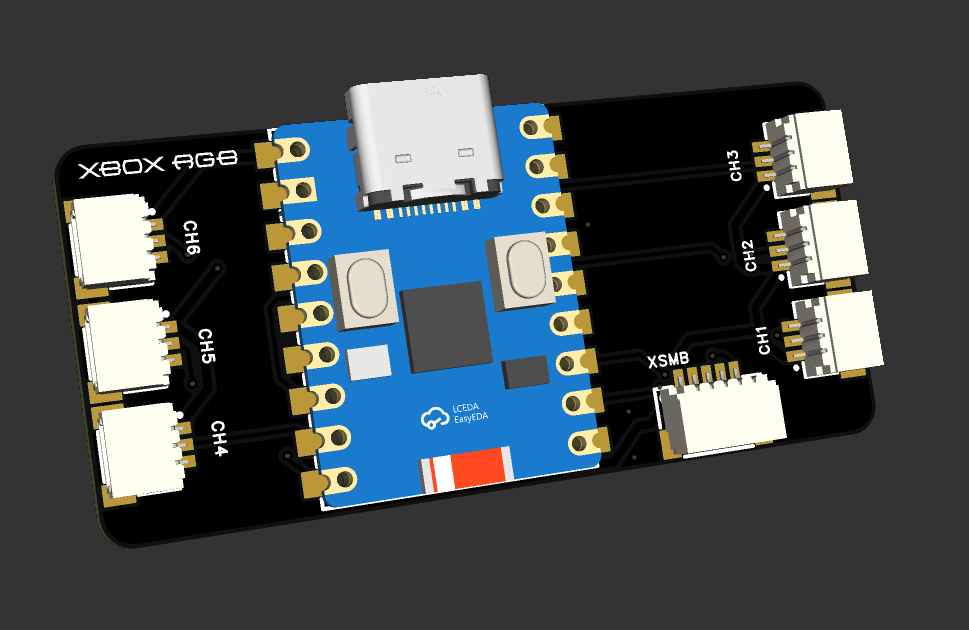 XBOX RGB
CH6
CH5
CH4
CH3
CH2
CH1
XSMB
LCEDA
EasyEDA